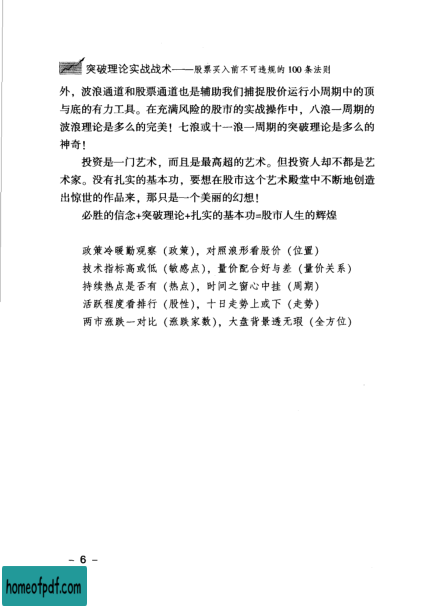 突破理论实战战术——股票买入前不可违规的100条法则
外，波浪通道和股票通道也是辅助我们捕捉股价运行小周期中的顶
与底的有力工具。在充满风险的股市的实战操作中，八浪一周期的
波浪理论是多么的完美！七浪或十一浪一周期的突破理论是多么的
神奇！
投资是一门艺术，而且是最高超的艺术。但投资人却不都是艺
术家。没有扎实的基本功，要想在股市这个艺术殿堂中不断地创造
出惊世的作品来，那只是一个美丽的幻想！
必胜的信念+突破理论+扎实的基本功=股市人生的辉煌
政策冷暖勤观察（政策），对照浪形看股价（位置）
技术指标高或低（敏感点），量价配合好与差（量价关系）
持续热点是否有（热点），时间之窗心中挂（周期）
活跃程度看排行（股性），十日走势上或下（走势）
两市涨跌一对比（涨跌家数），大盘背景透无瑕（全方位）
- 6 -
homeofpdf.com